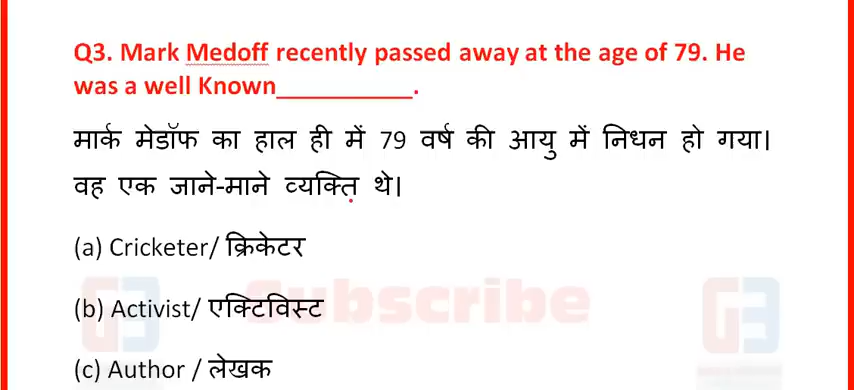 Q3. Mark Medoff recently passed away at the age of 79. He
was a well Known__________.
मार्क मेडॉफ का हाल ही में 79 वर्ष की आयु में निधन हो गया।
वह एक जाने-माने व्यक्ति थे।
(a) Cricketer/ क्रिकेटर
Subscribe
(b) Activist/ एक्टिविस्ट
(c) Author / लेखक